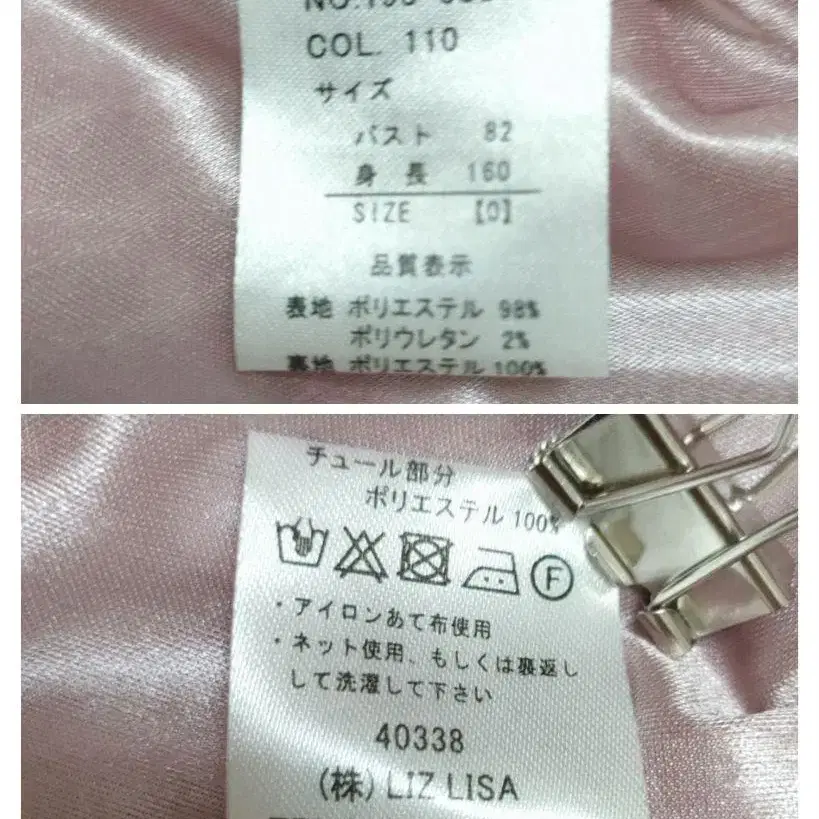 COL. 110
サイズ
バスト 82
身長 160
SIZE 【0】
品質表示
表地 ポリエステル 98%
ポリウレタン 2%
裏地 ポリエステル 100%
チュール部分
ポリエステル 100%
F
・アイロンあて布使用
・ネット使用、もしくは裏返し
して洗濯して下さい
40338
(株) LIZ LISA